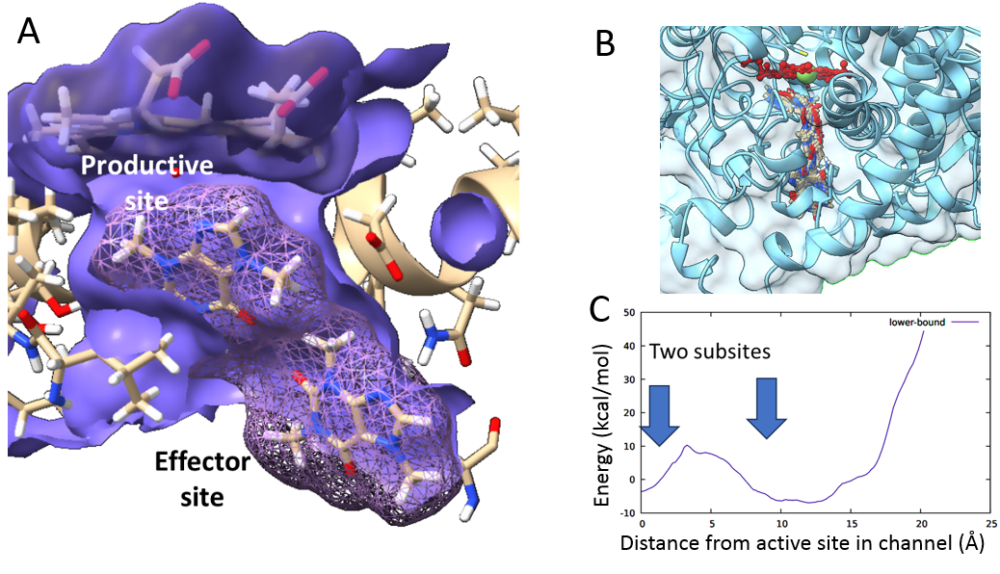 A
Productive
site
Effector
site
B
C
50
40
30
20
10
0
-10
Energy (kcal/mol)
lower-bound
Two subsites
0
5
10
15
20
25
Distance from active site in channel (Å)